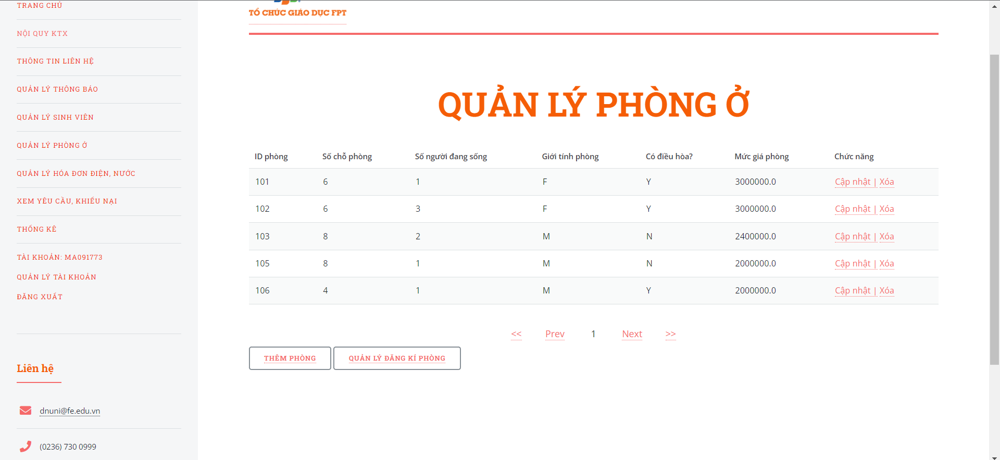 TRANG CHỦ
NỘI QUY KTX
THÔNG TIN LIÊN HỆ
QUẢN LÝ THÔNG BÁO
QUẢN LÝ SINH VIÊN
QUẢN LÝ PHÒNG Ở
QUẢN LÝ HÓA ĐƠN ĐIỆN, NƯỚC
XEM YÊU CẦU, KHIẾU NẠI
THỐNG KÊ
TÀI KHOẢN: MA091773
QUẢN LÝ TÀI KHOẢN
ĐĂNG XUẤT
Liên hệ
dnuni@fe.edu.vn
(0236) 730 0999
TỔ CHỨC GIÁO DỤC FPT
QUẢN LÝ PHÒNG Ở
ID phòng Số chỗ phòng Số người đang sống Giới tính phòng Có điều hòa? Mức giá phòng Chức năng
101 6 1 F Y 3000000.0 Cập nhật | Xóa
102 6 3 F Y 3000000.0 Cập nhật | Xóa
103 8 2 M N 2400000.0 Cập nhật | Xóa
105 8 1 M N 2000000.0 Cập nhật | Xóa
106 4 1 M Y 2000000.0 Cập nhật | Xóa
<< Prev 1 Next >>
THÊM PHÒNG QUẢN LÝ ĐĂNG KÍ PHÒNG